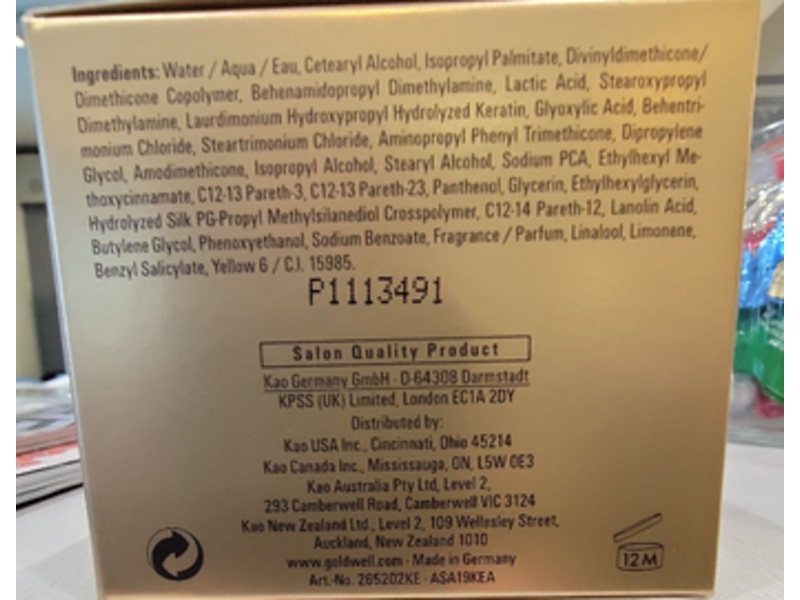 Ingredients: Water / Aqua / Eau, Cetearyl Alcohol, Isopropyl Palmitate, Divinyldimethicone/
Dimethicone Copolymer, Behenamidopropyl Dimethylamine, Lactic Acid, Stearoxypropyl
Dimethylamine, Laurdimonium Hydroxypropyl Hydrolyzed Keratin, Glyoxylic Acid, Behentri-
monium Chloride, Steartrimonium Chloride, Aminopropyl Phenyl Trimethicone, Dipropylene
Glycol, Amodimethicone, Isopropyl Alcohol, Stearyl Alcohol, Sodium PCA, Ethylhexyl Me-
thoxycinnamate, C12-13 Pareth-3, C12-13 Pareth-23, Panthenol, Glycerin, Ethylhexylglycerin,
Hydrolyzed Silk PG-Propyl Methylsilanediol Crosspolymer, C12-14 Pareth-12, Lanolin Acid,
Butylene Glycol, Phenoxyethanol, Sodium Benzoate, Fragrance / Parfum, Linalool, Limonene,
Benzyl Salicylate, Yellow 6 / C.I. 15985.
P1113491
Salon Quality Product
Kao Germany GmbH · D-64308 Darmstadt
KPSS (UK) Limited, London EC1A 2DY
Distributed by:
Kao USA Inc., Cincinnati, Ohio 45214
Kao Canada Inc., Mississauga, ON, L5W 0E3
Kao Australia Pty Ltd, Level 2,
293 Camberwell Road, Camberwell VIC 3124
Kao New Zealand Ltd., Level 2, 109 Wellesley Street,
Auckland, New Zealand 1010
www.goldwell.com · Made in Germany
Art.-No. 265202KE · ASA19KEA
12 M